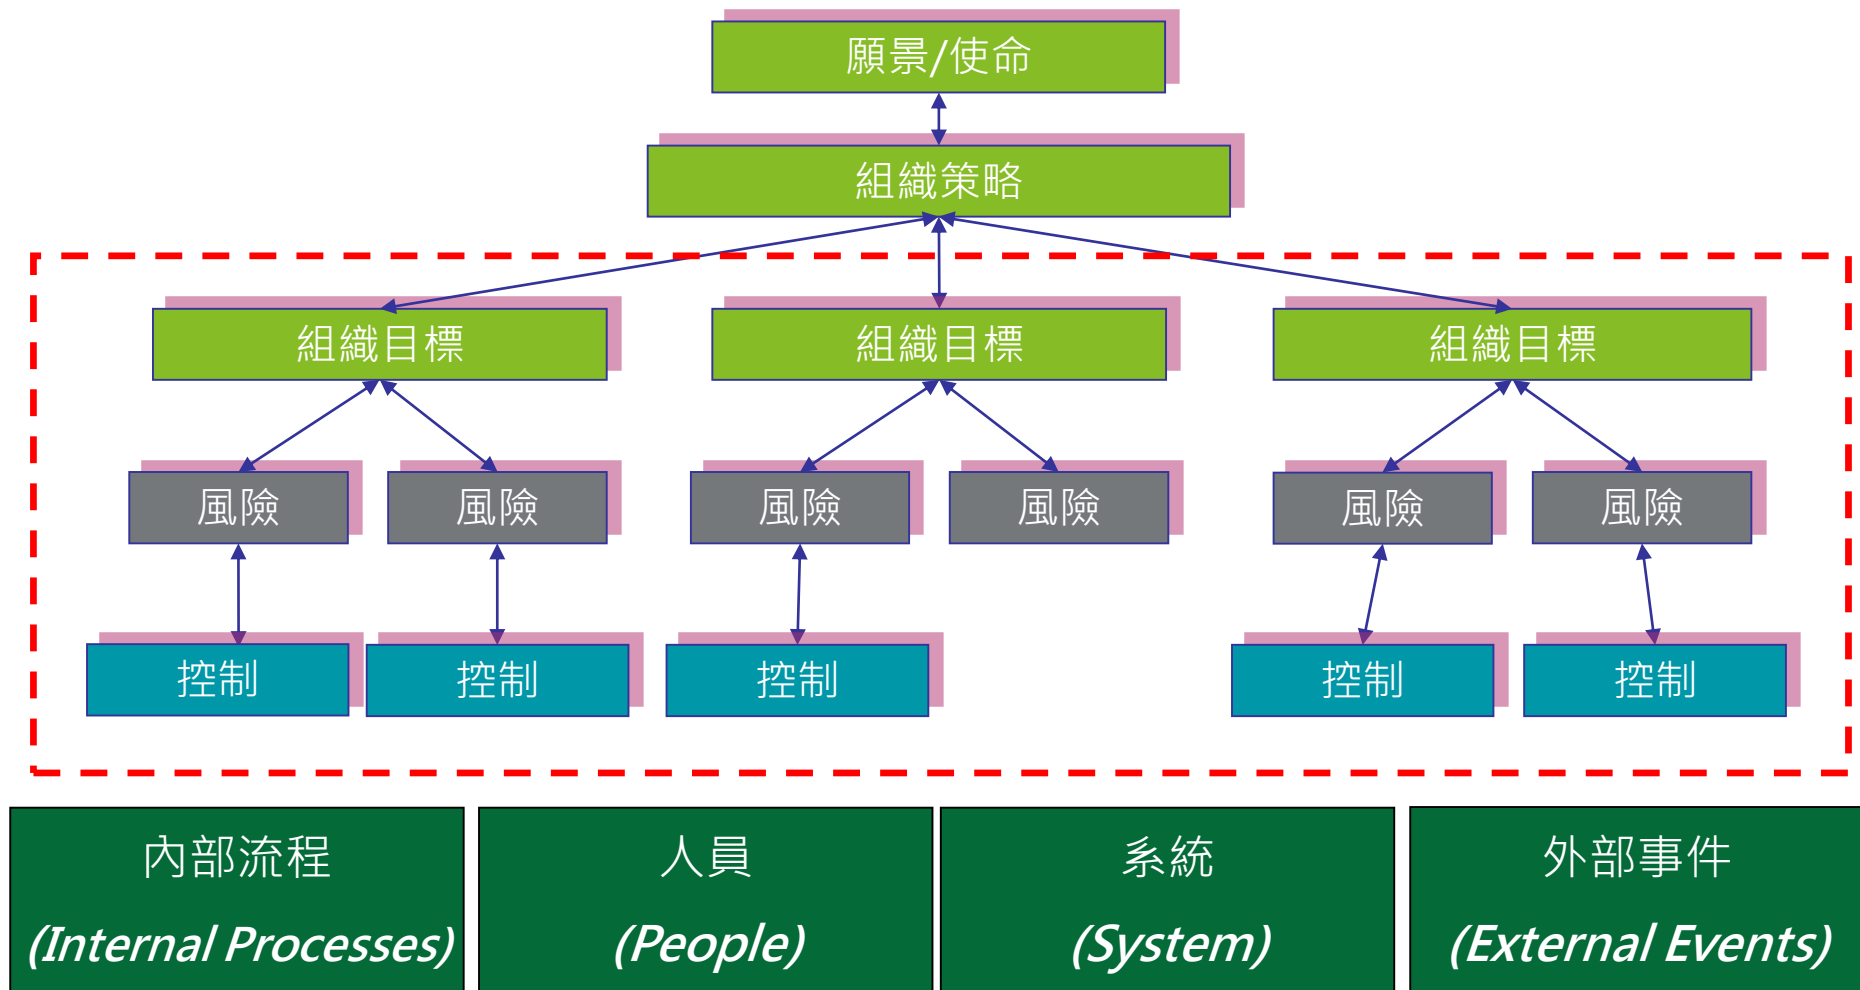 願景/使命
組織策略
組織目標
組織目標
組織目標
風險
風險
風險
風險
風險
風險
控制
控制
控制
控制
控制
內部流程
(Internal Processes)
人員
(People)
系統
(System)
外部事件
(External Events)